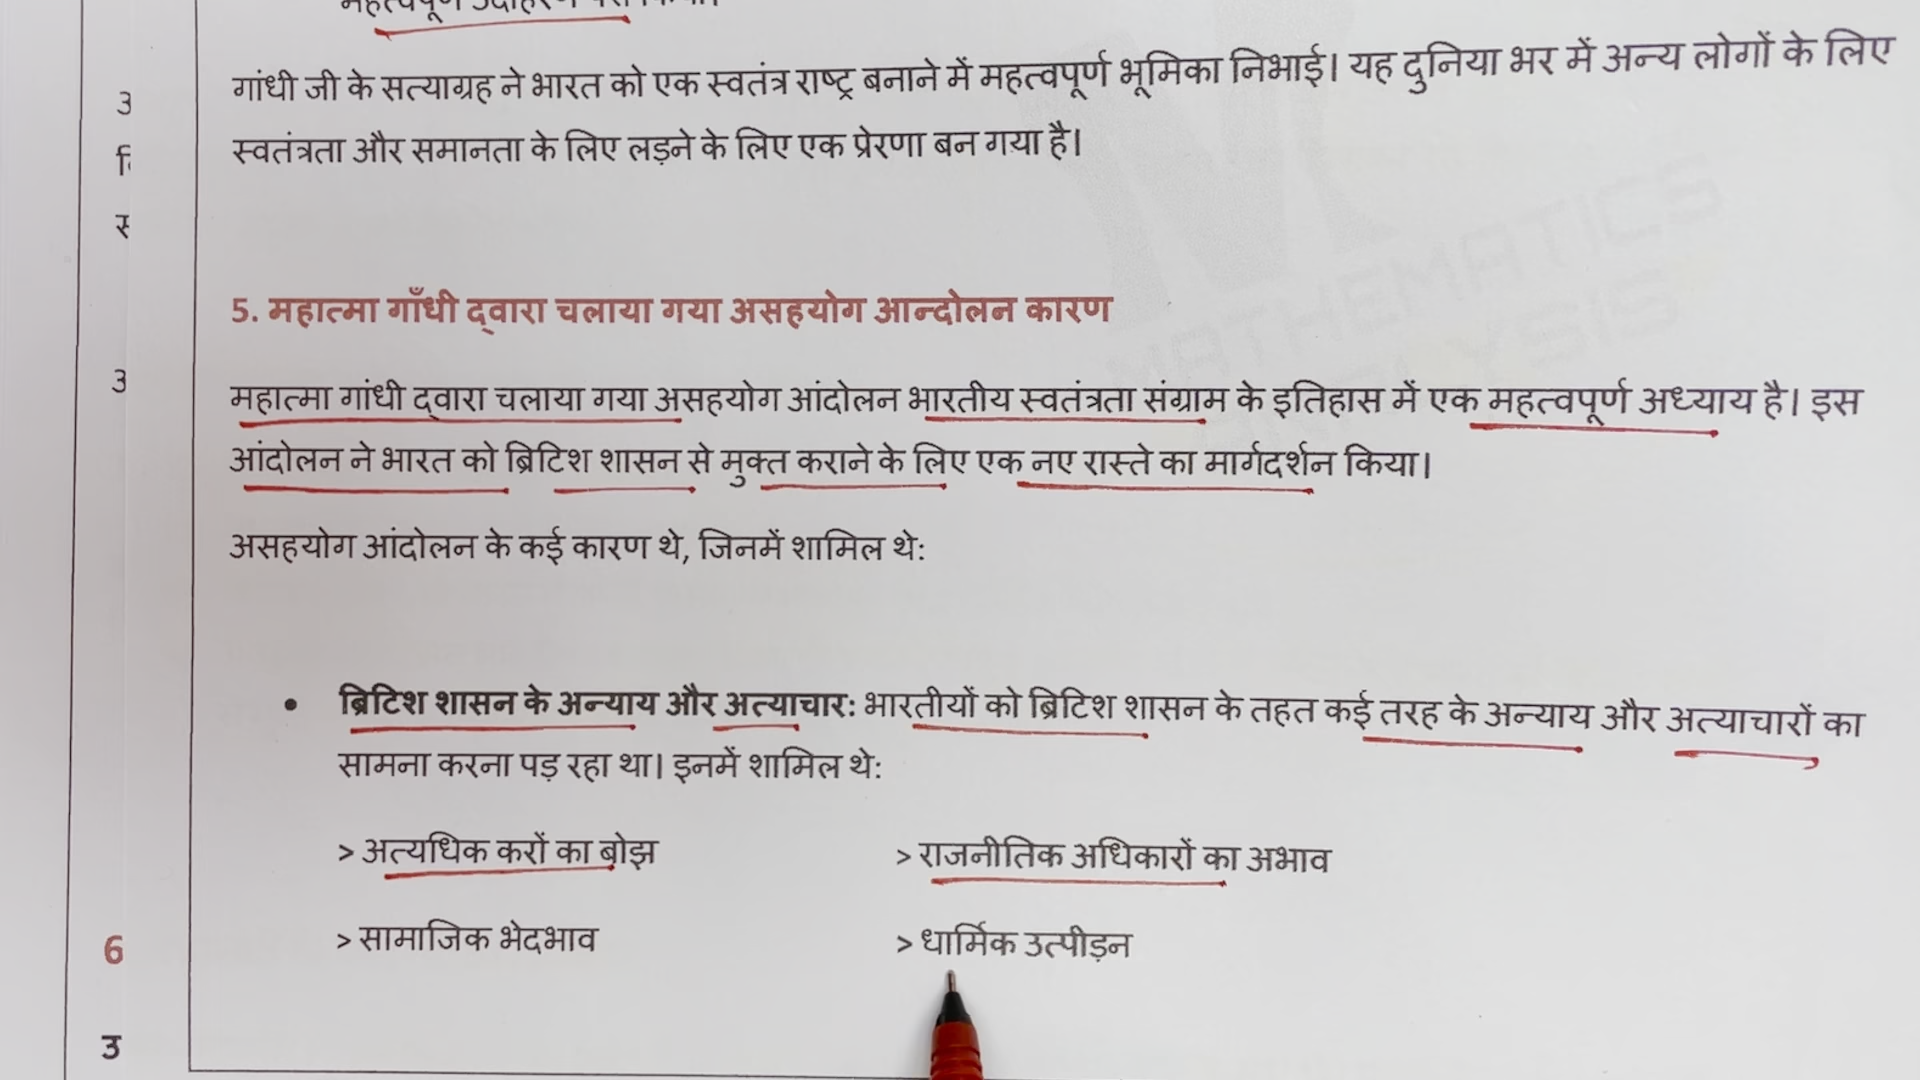 महत्वपूर्ण उदाहरण
गांधी जी के सत्याग्रह ने भारत को एक स्वतंत्र राष्ट्र बनाने में महत्वपूर्ण भूमिका निभाई। यह दुनिया भर में अन्य लोगों के लिए
स्वतंत्रता और समानता के लिए लड़ने के लिए एक प्रेरणा बन गया है।
5. महात्मा गाँधी द्वारा चलाया गया असहयोग आन्दोलन कारण
महात्मा गांधी द्वारा चलाया गया असहयोग आंदोलन भारतीय स्वतंत्रता संग्राम के इतिहास में एक महत्वपूर्ण अध्याय है। इस
आंदोलन ने भारत को ब्रिटिश शासन से मुक्त कराने के लिए एक नए रास्ते का मार्गदर्शन किया।
असहयोग आंदोलन के कई कारण थे, जिनमें शामिल थे:
• ब्रिटिश शासन के अन्याय और अत्याचार: भारतीयों को ब्रिटिश शासन के तहत कई तरह के अन्याय और अत्याचारों का
सामना करना पड़ रहा था। इनमें शामिल थे:
> अत्यधिक करों का बोझ > राजनीतिक अधिकारों का अभाव
> सामाजिक भेदभाव > धार्मिक उत्पीड़न
6